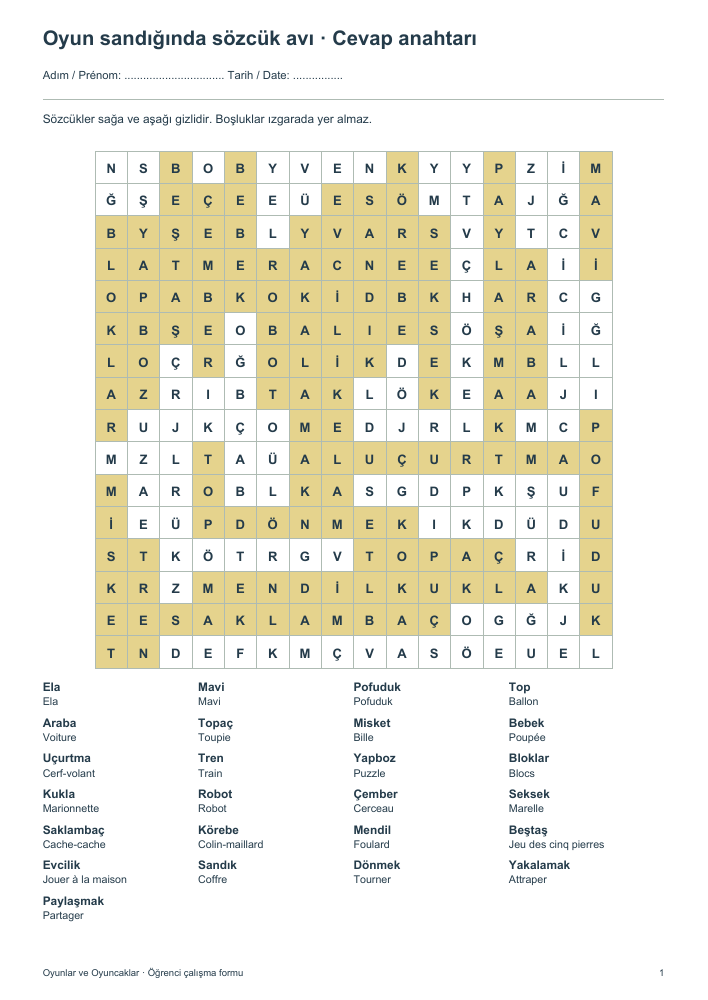 Oyun sandığında sözcük avı · Cevap anahtarı
Adım / Prénom: ................................ Tarih / Date: ...............
Sözcükler sağa ve aşağı gizlidir. Boşluklar ızgarada yer almaz.
N S B O B Y V E N K Y Y P Z İ M
Ğ Ş E Ç E E Ü E S Ö M T A J Ğ A
B Y Ş E B L Y V A R S V Y T C V
L A T M E R A C N E E Ç L A İ İ
O P A B K O K İ D B K H A R C G
K B Ş E O B A L I E S Ö Ş A İ Ğ
L O Ç R Ğ O L İ K D E K M B L L
A Z R I B T A K L Ö K E A A J I
R U J K Ç O M E D J R L K M C P
M Z L T A Ü A L U Ç U R T M A O
M A R O B L K A S G D P K Ş U F
İ E Ü P D Ö N M E K I K D Ü D U
S T K Ö T R G V T O P A Ç R İ D
K R Z M E N D İ L K U K L A K U
E E S A K L A M B A Ç O G Ğ J K
T N D E F K M Ç V A S Ö E U E L
Ela Mavi Pofuduk Top
Ela Mavi Pofuduk Ballon
Araba Topaç Misket Bebek
Voiture Toupie Bille Poupée
Uçurtma Tren Yapboz Bloklar
Cerf-volant Train Puzzle Blocs
Kukla Robot Çember Seksek
Marionnette Robot Cerceau Marelle
Saklambaç Körebe Mendil Beştaş
Cache-cache Colin-maillard Foulard Jeu des cinq pierres
Evcilik Sandık Dönmek Yakalamak
Jouer à la maison Coffre Tourner Attraper
Paylaşmak
Partager
Oyunlar ve Oyuncaklar · Öğrenci çalışma formu 1